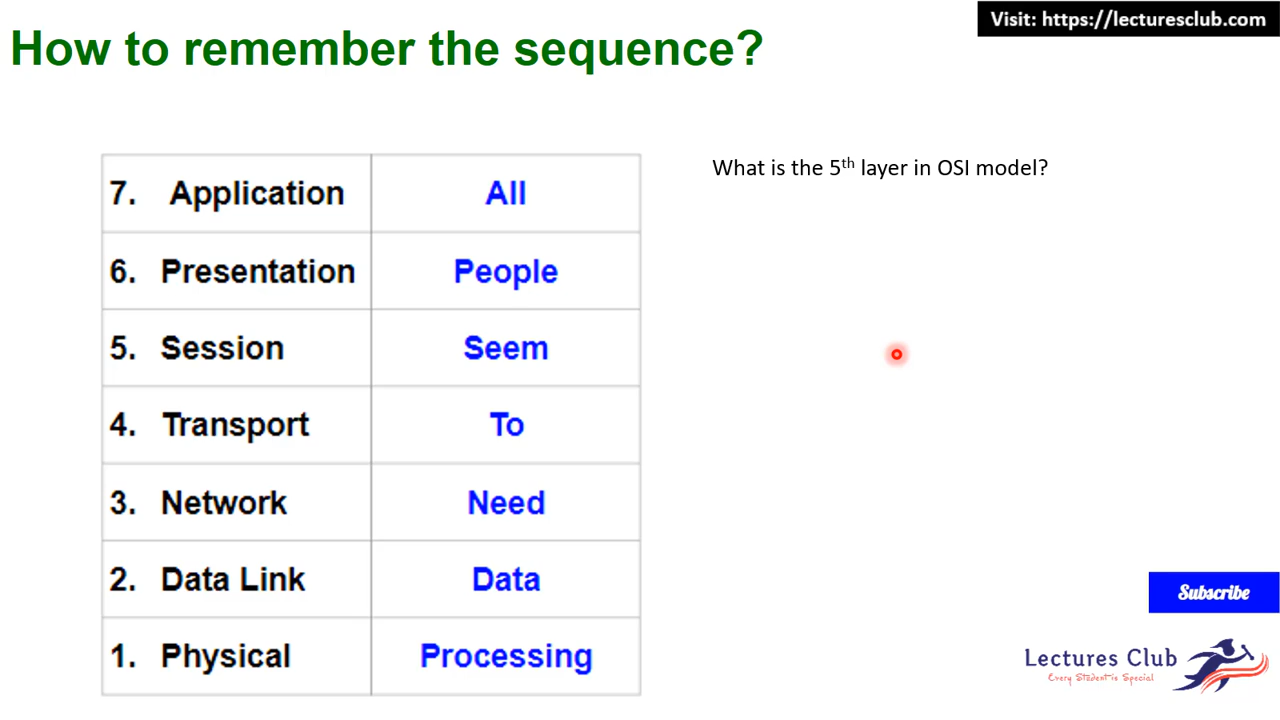 Visit: https://lecturesclub.com
How to remember the sequence?
What is the 5th layer in OSI model?
7. Application All
6. Presentation People
5. Session Seem
4. Transport To
3. Network Need
2. Data Link Data
1. Physical Processing
Subscribe
Lectures Club
Every Student is Special